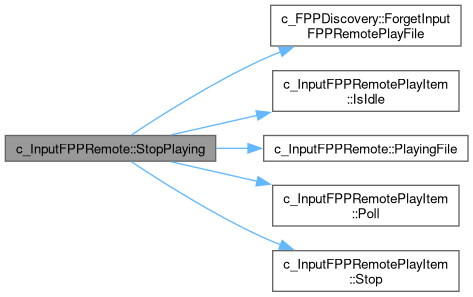 c_FPPDiscovery::ForgetInput
FPPRemotePlayFile
c_InputFPPRemotePlayItem
::IsIdle
c_InputFPPRemote::StopPlaying
c_InputFPPRemote::PlayingFile
c_InputFPPRemotePlayItem
::Poll
c_InputFPPRemotePlayItem
::Stop